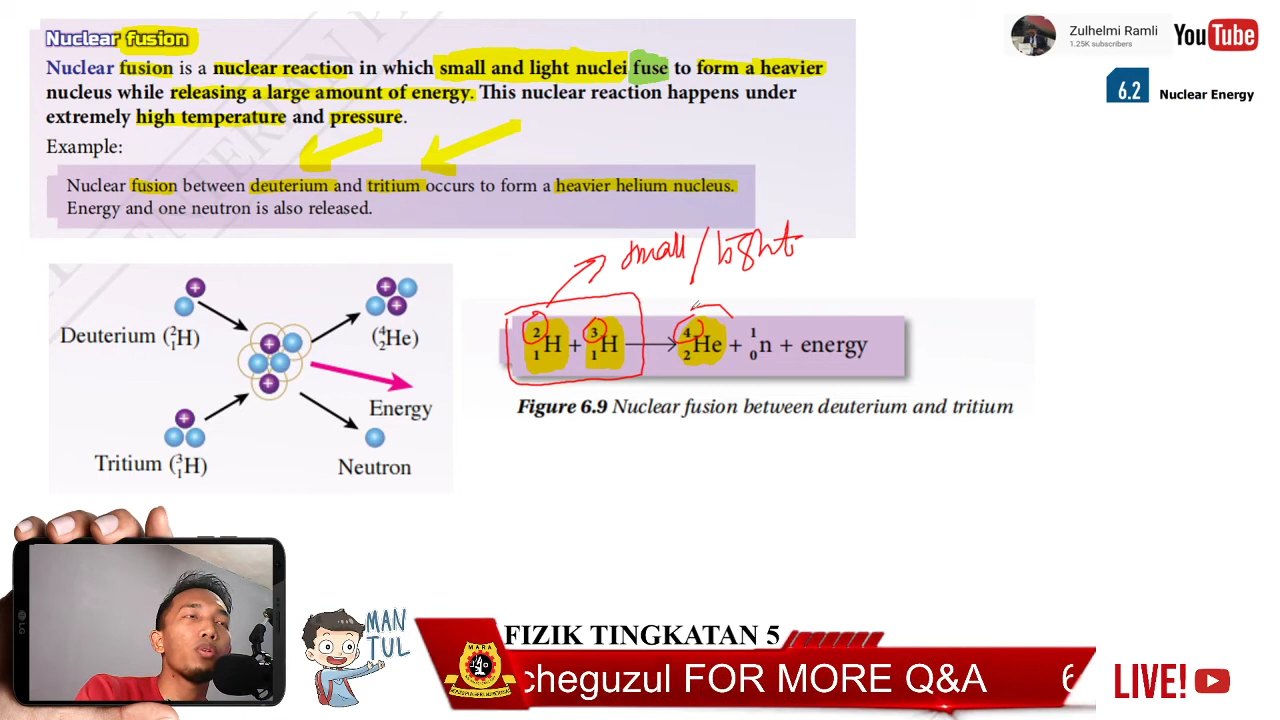 Nuclear fusion
Nuclear fusion is a nuclear reaction in which small and light nuclei fuse to form a heavier
nucleus while releasing a large amount of energy. This nuclear reaction happens under
extremely high temperature and pressure.
Example:
Nuclear fusion between deuterium and tritium occurs to form a heavier helium nucleus.
Energy and one neutron is also released.
Zulhelmi Ramli
1.25K subscribers
YouTube
6.2 Nuclear Energy
small/light
Deuterium (²₁H)
(⁴₂He)
Energy
Tritium (³₁H)
Neutron
²₁H + ³₁H → ⁴₂He + ¹₀n + energy
Figure 6.9 Nuclear fusion between deuterium and tritium
LG
MAN
TUL
MARA
FIZIK TINGKATAN 5
cheguzul FOR MORE Q&A 6
LIVE!